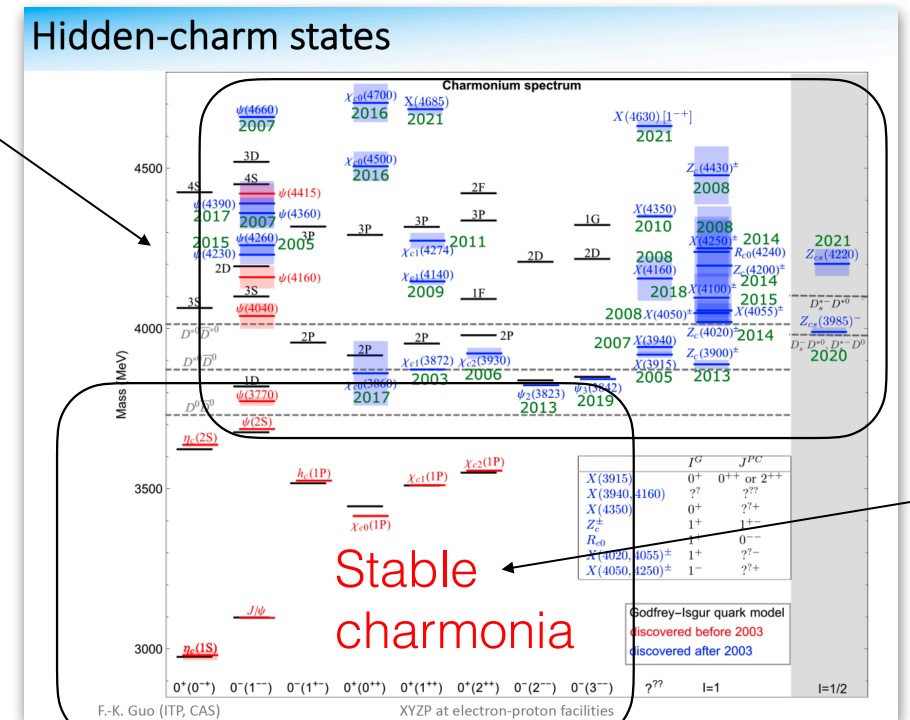 Hidden-charm states
Charmonium spectrum
Mass (MeV)
4500
4000
3500
3000
4S
ψ(4390)
2017
2015
ψ(4230)
2D
3S
D*0D̅*0
D*0D̅0
D0D̅0
ηc(2S)
ηc(1S)
ψ(4660)
2007
3D
4S
ψ(4415)
2007
ψ(4360)
ψ(4260)
2005
ψ(4160)
3S
ψ(4040)
1D
ψ(3770)
ψ(2S)
J/ψ
3P
2P
hc(1P)
χc0(4700)
2016
χc0(4500)
2016
3P
2P
χc0(3860)
2017
χc0(1P)
X(4685)
2021
3P
2011
χc1(4274)
χc1(4140)
2009
2P
χc1(3872)
2003
χc1(1P)
2F
3P
1F
2P
χc2(3930)
2006
χc2(1P)
2D
ψ2(3823)
2013
1G
2D
ψ3(3842)
2019
X(4630) [1−+]
2021
X(4350)
2010
2008
X(4160)
2018
2008 X(4050)±
2007 X(3940)
X(3915)
2005
Zc(4430)±
2008
2008
X(4250)±
2014
Rc0(4240)
Zc(4200)±
2014
X(4100)±
2015
X(4055)±
Zc(4020)±
2014
Zc(3900)±
2013
2021
Zcs(4220)
Ds*−D*0
Zcs(3985)−
Ds−D*0, Ds*−D0
2020
IG JPC
X(3915) 0+ 0++ or 2++
X(3940, 4160) ?? ???
X(4350) 0+ ??+
Zc± 1+ 1+−
Rc0 1+ 0−−
X(4020, 4055)± 1+ ??−
X(4050, 4250)± 1− ??+
Stable
charmonia
Godfrey–Isgur quark model
discovered before 2003
discovered after 2003
0+(0−+) 0−(1−−) 0−(1+−) 0+(0++) 0+(1++) 0+(2++) 0−(2−−) 0−(3−−) ??? I=1 I=1/2
F.-K. Guo (ITP, CAS) XYZP at electron-proton facilities